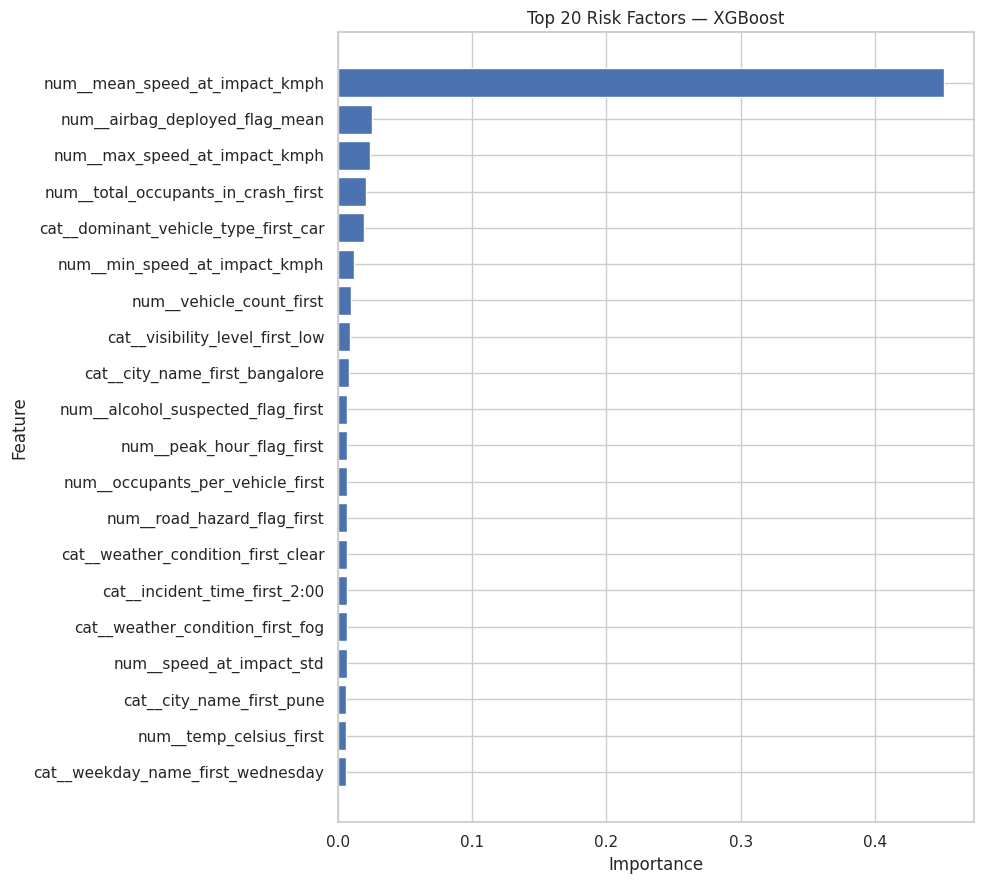 Top 20 Risk Factors — XGBoost
num__mean_speed_at_impact_kmph
num__airbag_deployed_flag_mean
num__max_speed_at_impact_kmph
num__total_occupants_in_crash_first
cat__dominant_vehicle_type_first_car
num__min_speed_at_impact_kmph
num__vehicle_count_first
cat__visibility_level_first_low
cat__city_name_first_bangalore
num__alcohol_suspected_flag_first
num__peak_hour_flag_first
num__occupants_per_vehicle_first
num__road_hazard_flag_first
cat__weather_condition_first_clear
cat__incident_time_first_2:00
cat__weather_condition_first_fog
num__speed_at_impact_std
cat__city_name_first_pune
num__temp_celsius_first
cat__weekday_name_first_wednesday
Feature
0.0 0.1 0.2 0.3 0.4
Importance